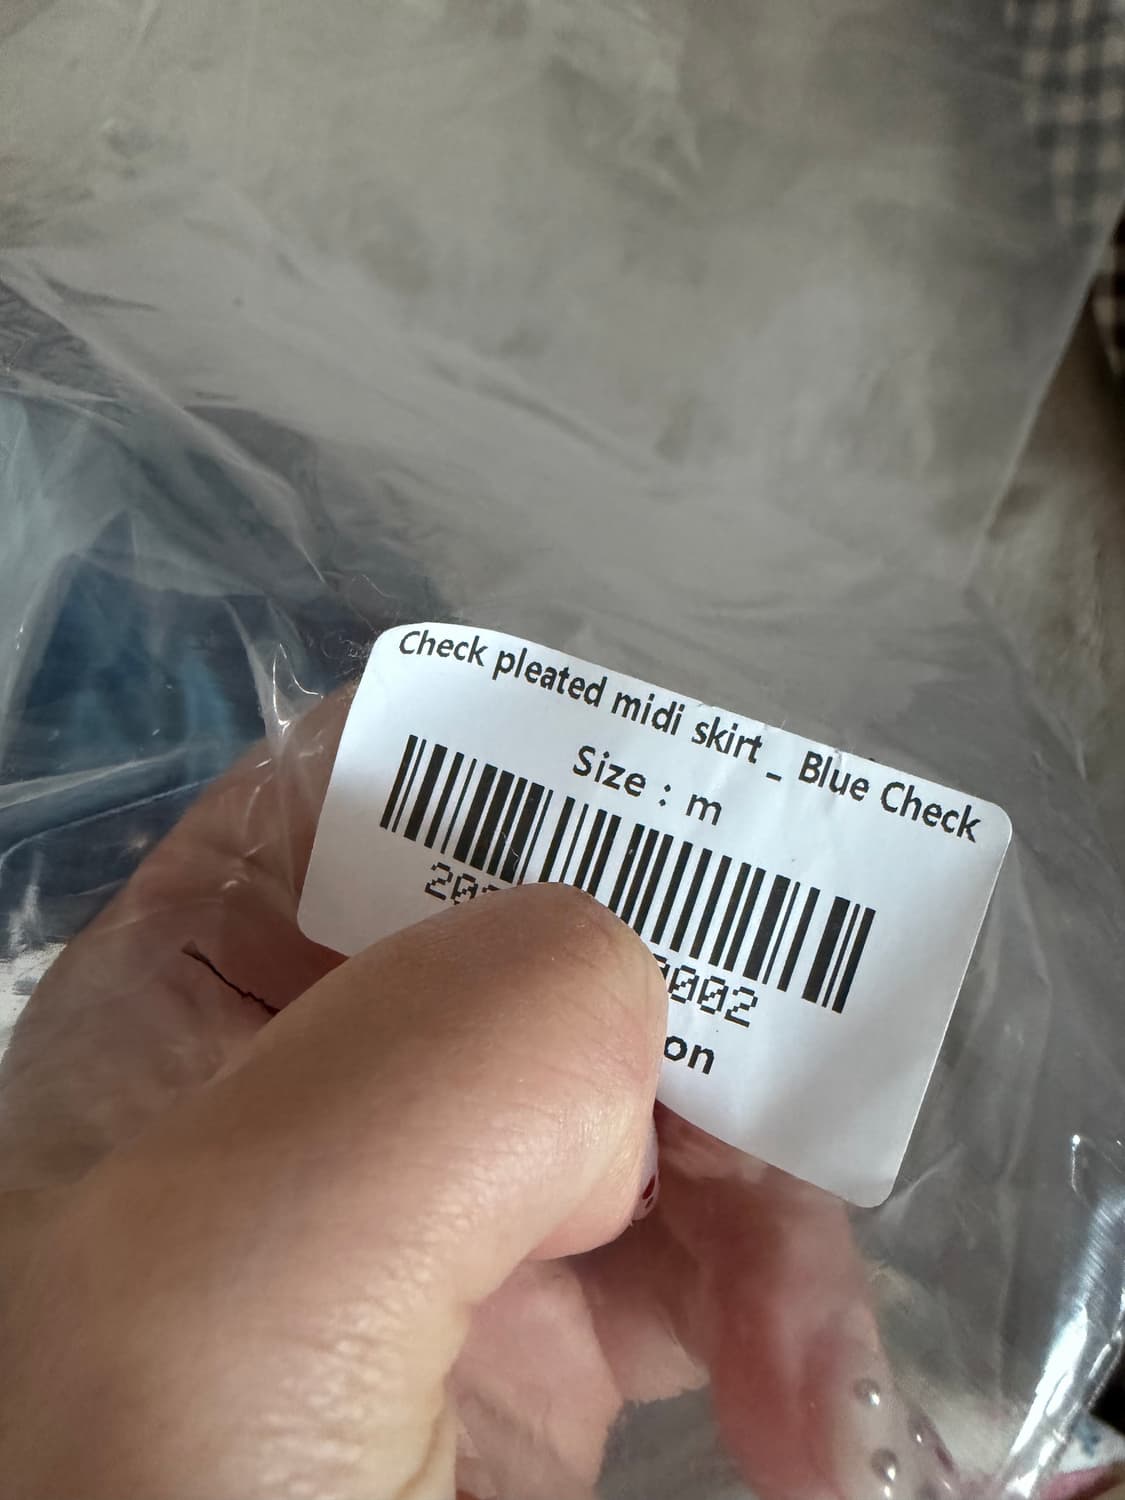 Check pleated midi skirt _ Blue Check
Size : m